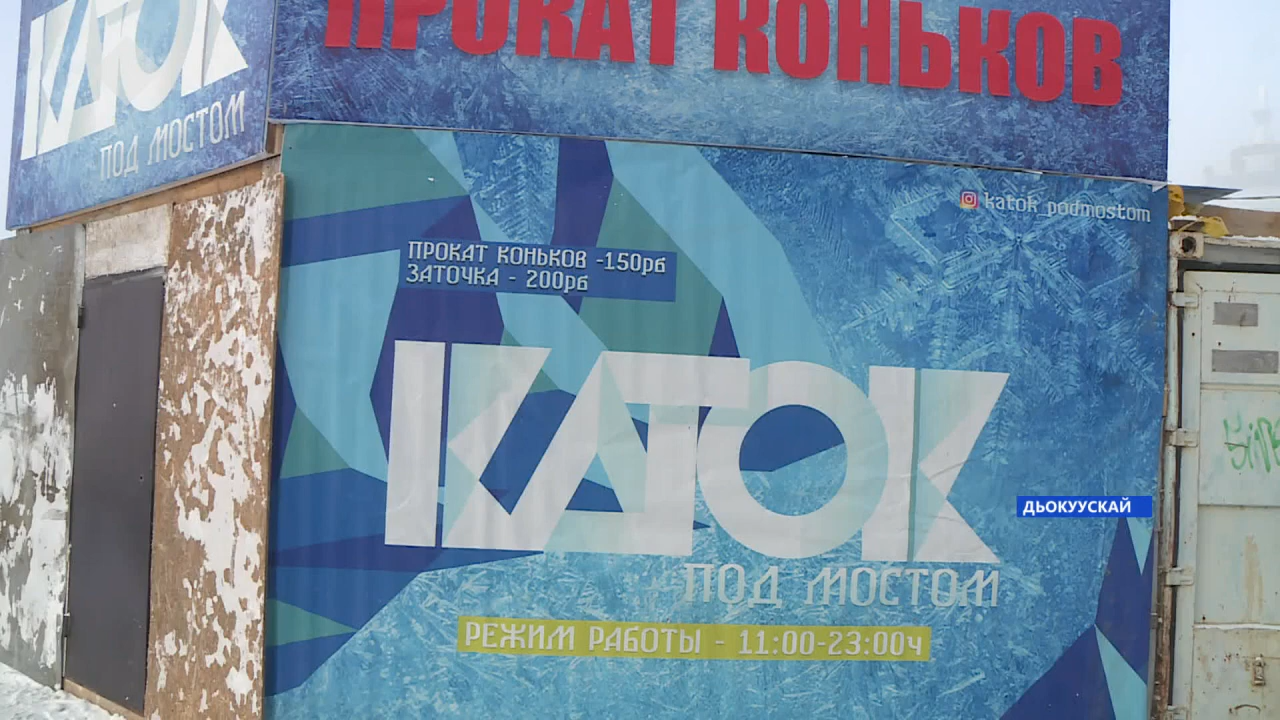 КАТОК
ПОД МОСТОМ
ПРОКАТ КОНЬКОВ
katok_podmostom
ПРОКАТ КОНЬКОВ -150рб
ЗАТОЧКА - 200рб
КАТОК
ПОД МОСТОМ
ДЬОКУУСКАЙ
РЕЖИМ РАБОТЫ - 11:00-23:00ч